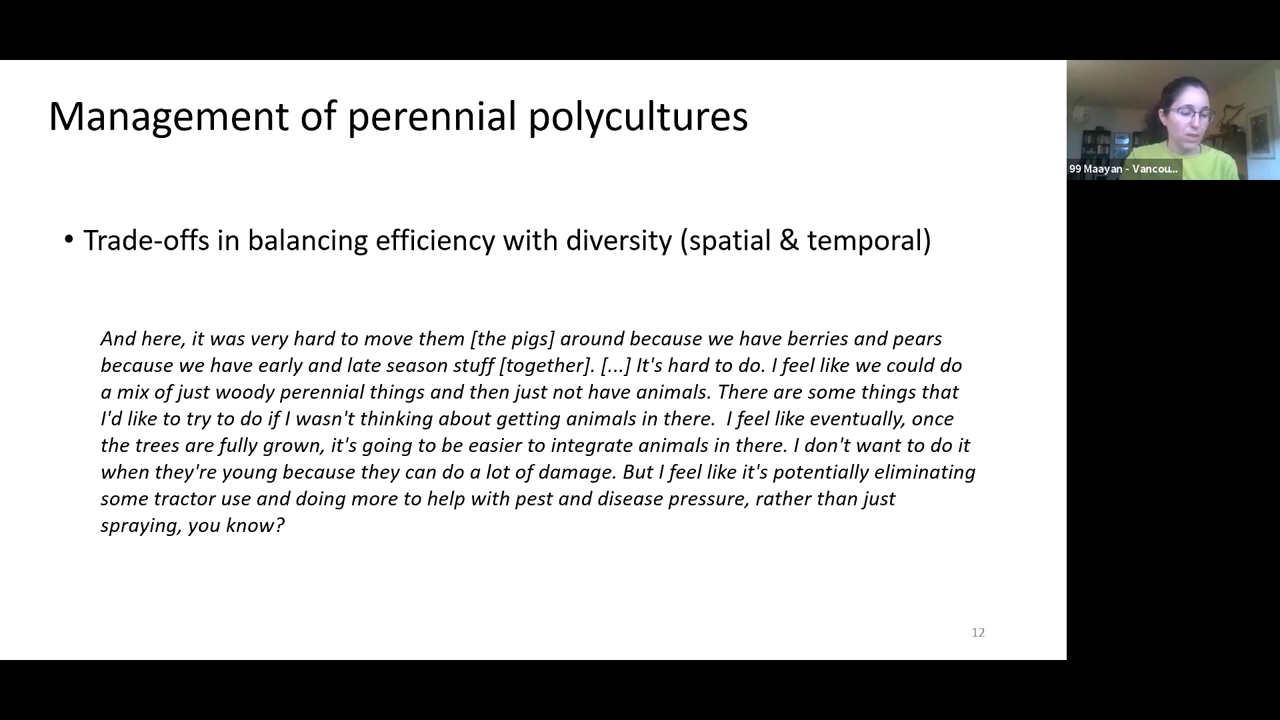 Management of perennial polycultures
• Trade-offs in balancing efficiency with diversity (spatial & temporal)
And here, it was very hard to move them [the pigs] around because we have berries and pears
because we have early and late season stuff [together]. [...] It's hard to do. I feel like we could do
a mix of just woody perennial things and then just not have animals. There are some things that
I'd like to try to do if I wasn't thinking about getting animals in there.  I feel like eventually, once
the trees are fully grown, it's going to be easier to integrate animals in there. I don't want to do it
when they're young because they can do a lot of damage. But I feel like it's potentially eliminating
some tractor use and doing more to help with pest and disease pressure, rather than just
spraying, you know?
12
99 Maayan - Vancou...